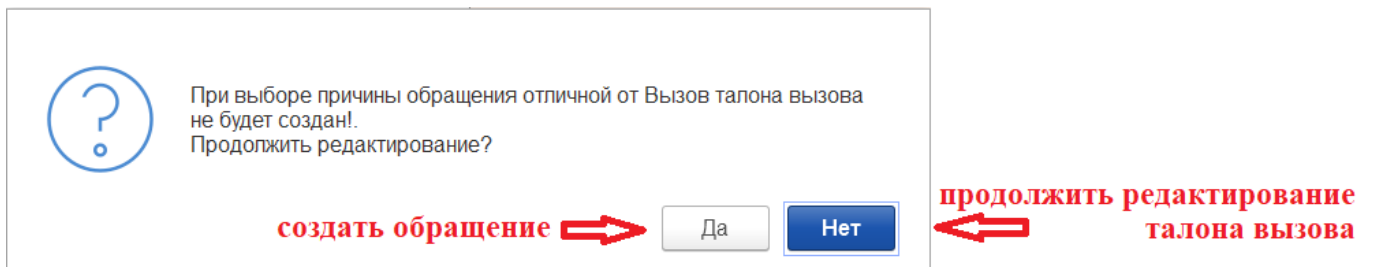 При выборе причины обращения отличной от Вызов талона вызова
не будет создан!.
Продолжить редактирование?
создать обращение
Да
Нет
продолжить редактирование
талона вызова